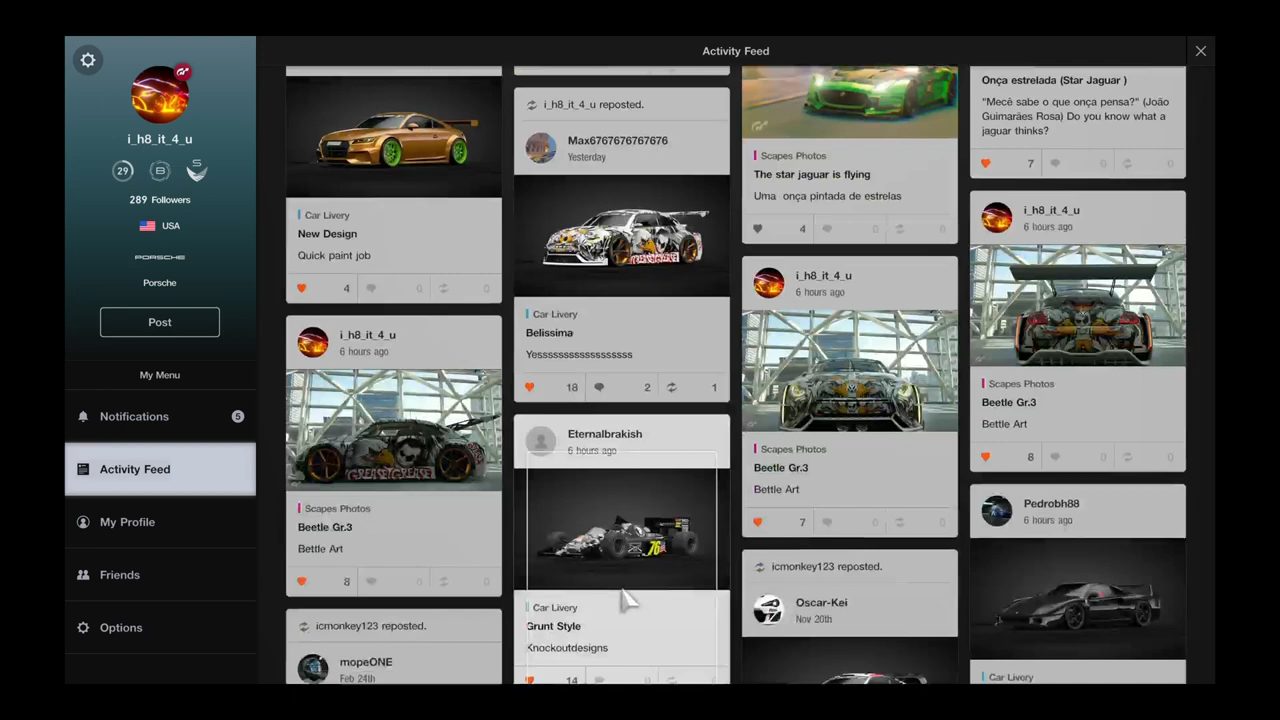 Activity Feed
i_h8_it_4_u
29
B
S
289 Followers
USA
PORSCHE
Porsche
Post
My Menu
Notifications
5
Activity Feed
My Profile
Friends
Options
Car Livery
New Design
Quick paint job
4
0
0
i_h8_it_4_u
6 hours ago
GREASE GREASE
Scapes Photos
Beetle Gr.3
Bettle Art
8
0
0
icmonkey123 reposted.
mopeONE
Feb 24th
i_h8_it_4_u reposted.
Max6767676767676
Yesterday
Car Livery
Belissima
Yesssssssssssssssss
18
2
1
Eternalbrakish
6 hours ago
76
Car Livery
Grunt Style
Knockoutdesigns
14
0
0
Scapes Photos
The star jaguar is flying
Uma onça pintada de estrelas
4
0
0
i_h8_it_4_u
6 hours ago
Scapes Photos
Beetle Gr.3
Bettle Art
7
0
0
icmonkey123 reposted.
Oscar-Kei
Nov 20th
Onça estrelada (Star Jaguar )
"Mecê sabe o que onça pensa?" (João
Guimarães Rosa) Do you know what a
jaguar thinks?
7
0
0
i_h8_it_4_u
6 hours ago
Scapes Photos
Beetle Gr.3
Bettle Art
8
0
0
Pedrobh88
6 hours ago
Car Livery